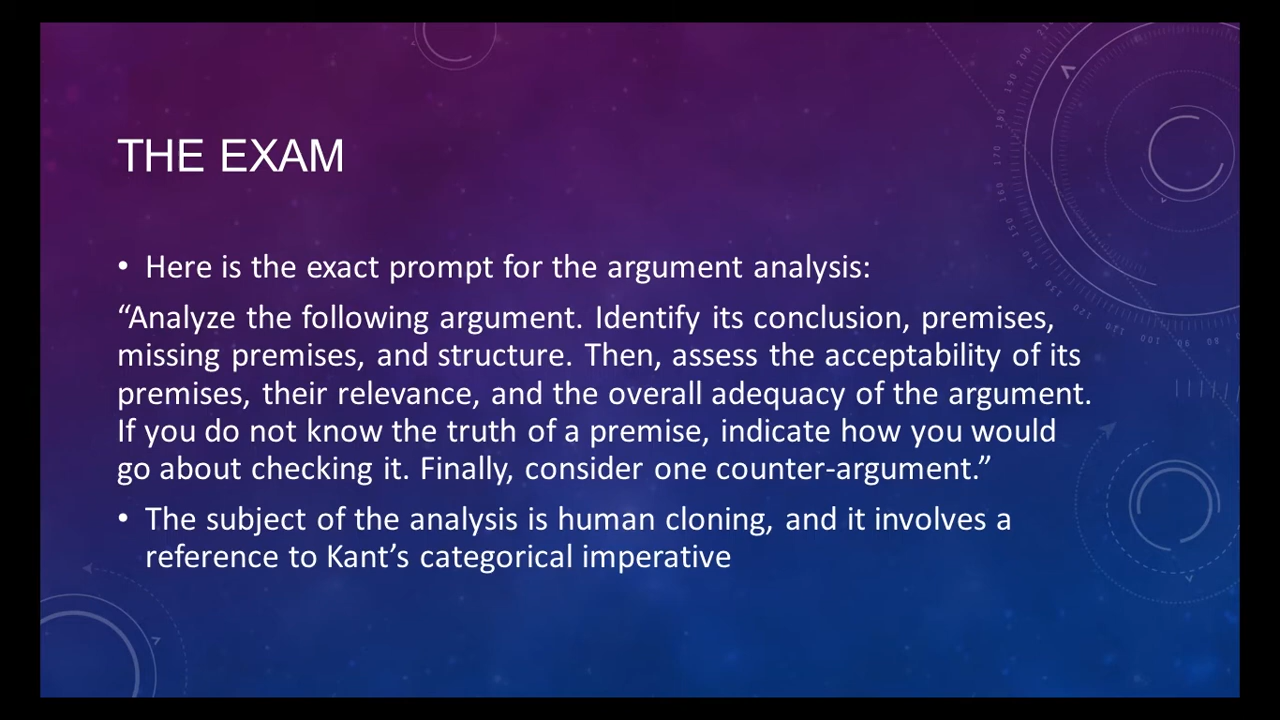 THE EXAM
• Here is the exact prompt for the argument analysis:
“Analyze the following argument. Identify its conclusion, premises,
missing premises, and structure. Then, assess the acceptability of its
premises, their relevance, and the overall adequacy of the argument.
If you do not know the truth of a premise, indicate how you would
go about checking it. Finally, consider one counter-argument.”
• The subject of the analysis is human cloning, and it involves a
reference to Kant’s categorical imperative